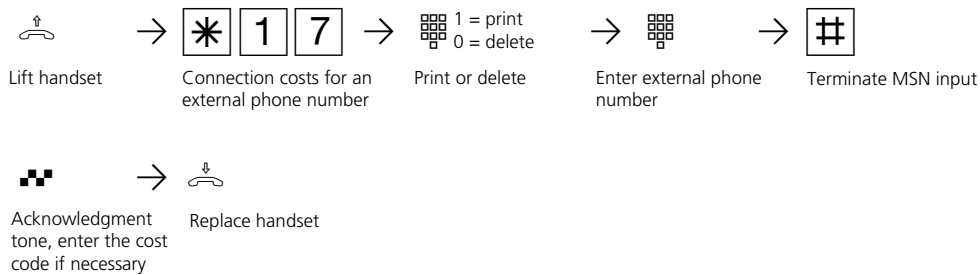 * 1 7 1 = print #
0 = delete
Lift handset Connection costs for an Print or delete Enter external phone Terminate MSN input
external phone number number
Acknowledgment Replace handset
tone, enter the cost
code if necessary